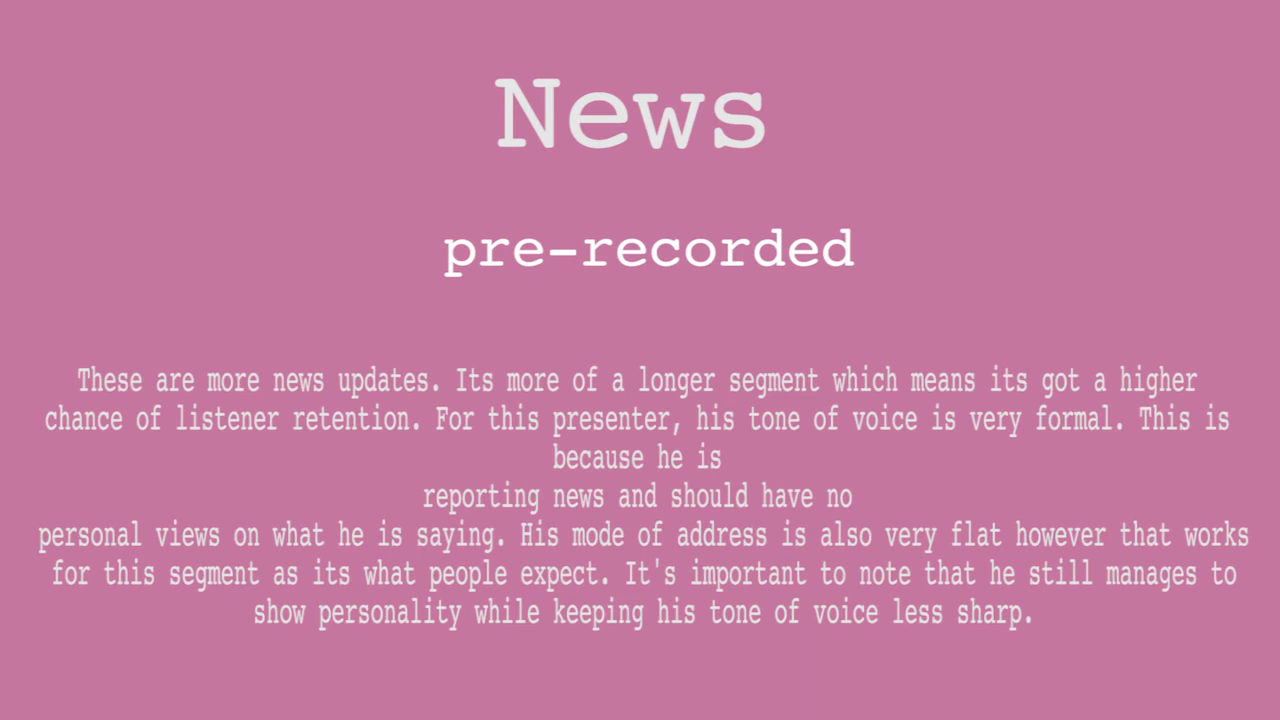 News
pre-recorded
These are more news updates. Its more of a longer segment which means its got a higher
chance of listener retention. For this presenter, his tone of voice is very formal. This is
because he is
reporting news and should have no
personal views on what he is saying. His mode of address is also very flat however that works
for this segment as its what people expect. It's important to note that he still manages to
show personality while keeping his tone of voice less sharp.